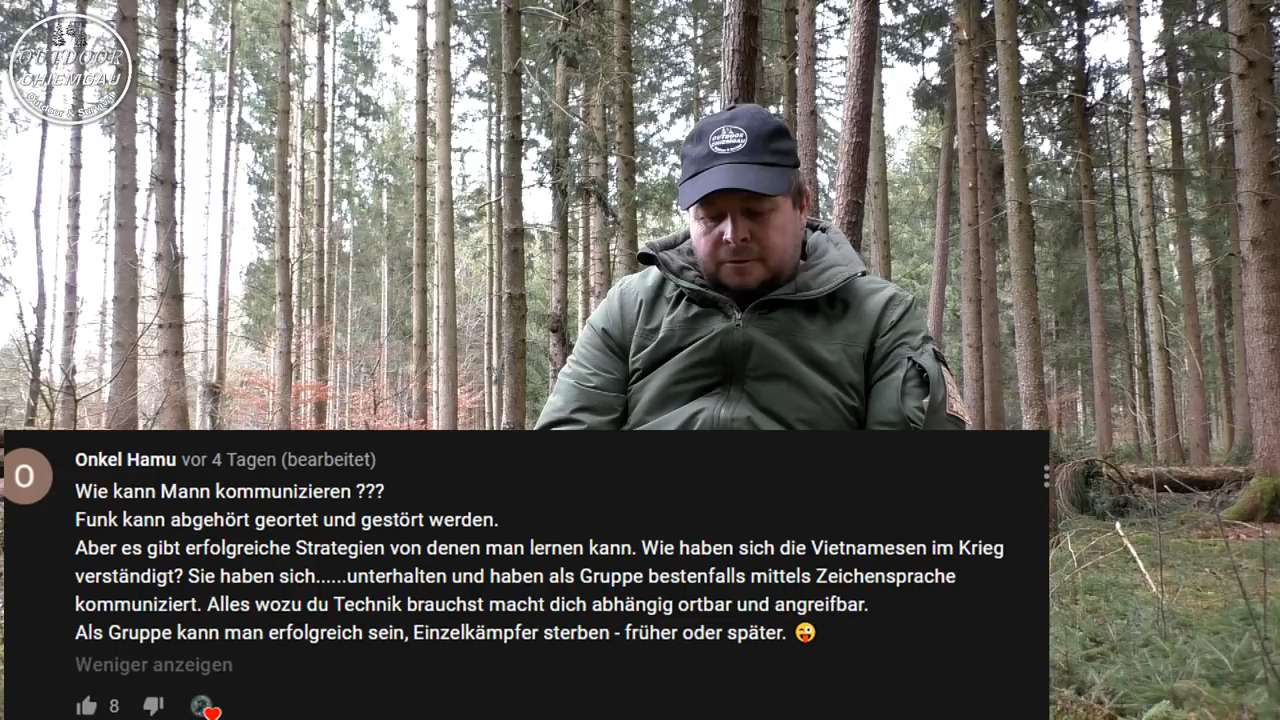 OUTDOOR
CHIEMGAU
OUTDOOR
CHIEMGAU
O
Onkel Hamu vor 4 Tagen (bearbeitet)
Wie kann Mann kommunizieren ???
Funk kann abgehört geortet und gestört werden.
Aber es gibt erfolgreiche Strategien von denen man lernen kann. Wie haben sich die Vietnamesen im Krieg
verständigt? Sie haben sich......unterhalten und haben als Gruppe bestenfalls mittels Zeichensprache
kommuniziert. Alles wozu du Technik brauchst macht dich abhängig ortbar und angreifbar.
Als Gruppe kann man erfolgreich sein, Einzelkämpfer sterben - früher oder später. 😜
Weniger anzeigen
8